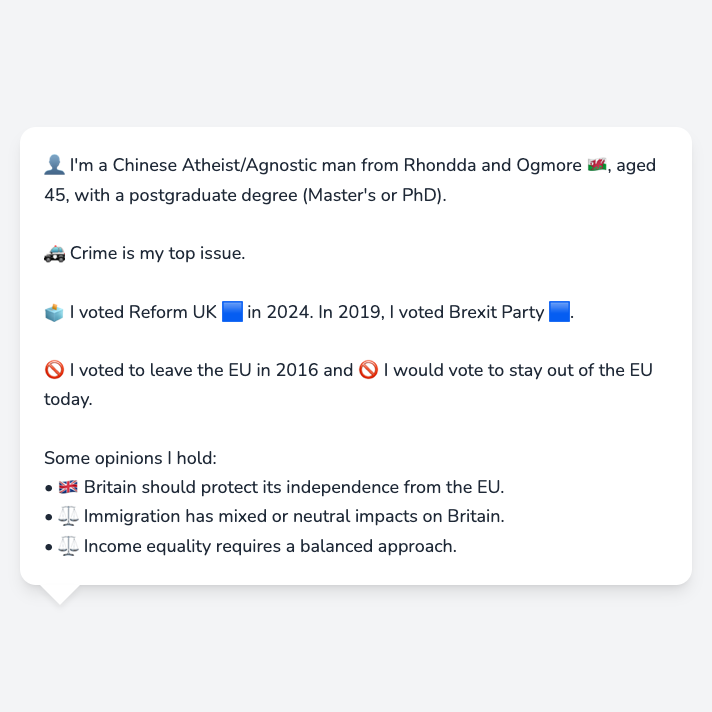 👤 I'm a Chinese Atheist/Agnostic man from Rhondda and Ogmore 🏴󠁧󠁢󠁷󠁬󠁳󠁿, aged
45, with a postgraduate degree (Master's or PhD).
🚓 Crime is my top issue.
🗳️ I voted Reform UK 🟦 in 2024. In 2019, I voted Brexit Party 🟦.
🚫 I voted to leave the EU in 2016 and 🚫 I would vote to stay out of the EU
today.
Some opinions I hold:
• 🇬🇧 Britain should protect its independence from the EU.
• ⚖️ Immigration has mixed or neutral impacts on Britain.
• ⚖️ Income equality requires a balanced approach.